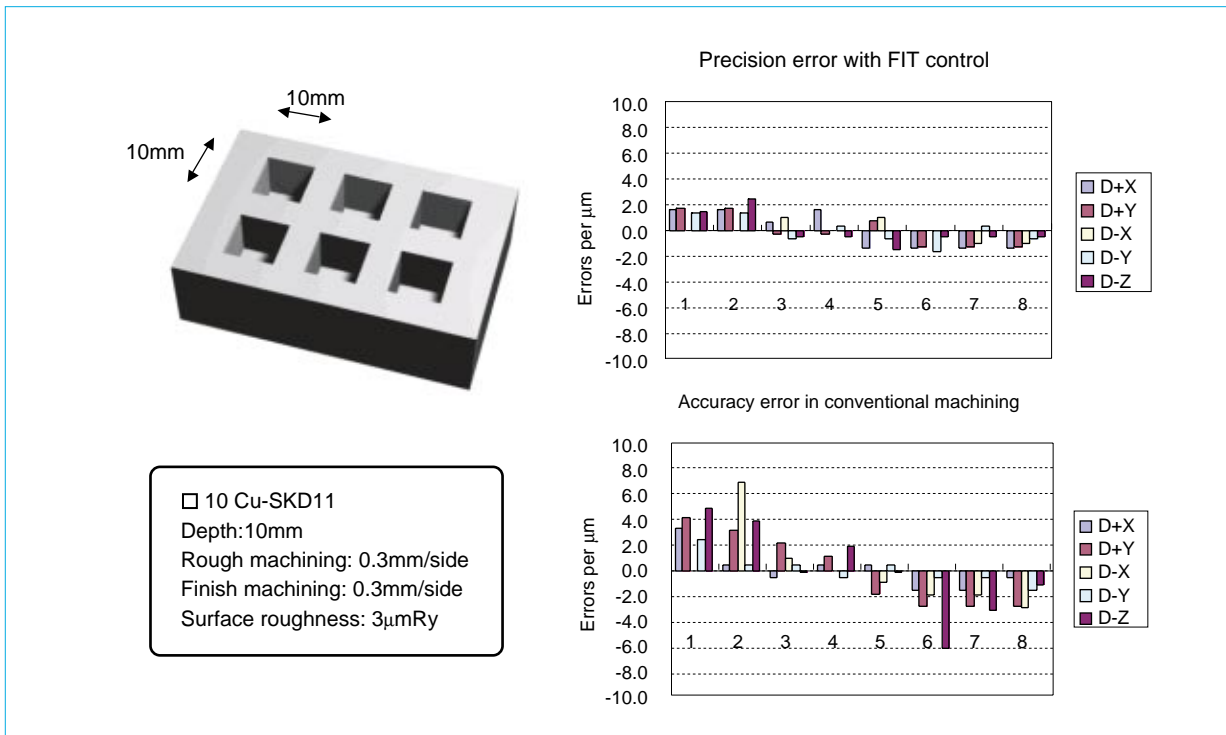 10mm
10mm
□ 10 Cu-SKD11
Depth:10mm
Rough machining: 0.3mm/side
Finish machining: 0.3mm/side
Surface roughness: 3μmRy
Precision error with FIT control
Errors per μm
10.0
8.0
6.0
4.0
2.0
0.0
-2.0
-4.0
-6.0
-8.0
-10.0
1 2 3 4 5 6 7 8
D+X
D+Y
D-X
D-Y
D-Z
Accuracy error in conventional machining
Errors per μm
10.0
8.0
6.0
4.0
2.0
0.0
-2.0
-4.0
-6.0
-8.0
-10.0
1 2 3 4 5 6 7 8
D+X
D+Y
D-X
D-Y
D-Z